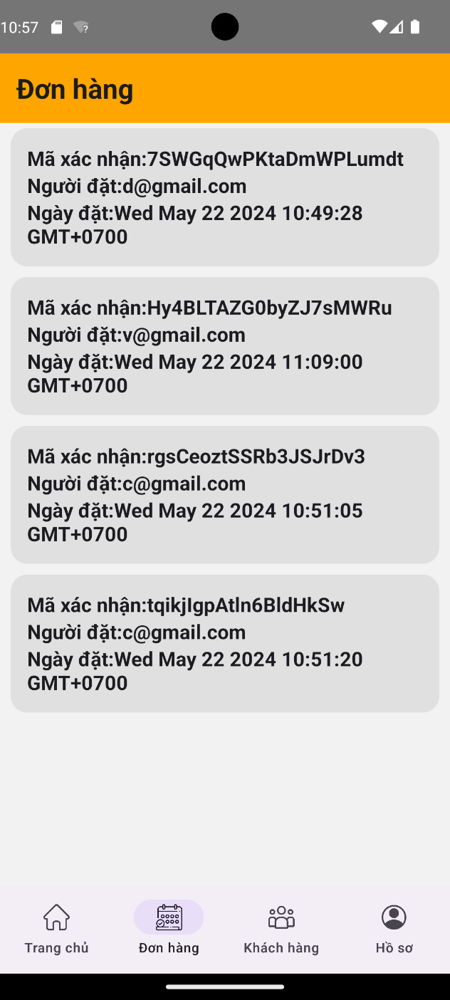 10:57
Đơn hàng
Mã xác nhận:7SWGqQwPKtaDmWPLumdt
Người đặt:d@gmail.com
Ngày đặt:Wed May 22 2024 10:49:28
GMT+0700
Mã xác nhận:Hy4BLTAZG0byZJ7sMWRu
Người đặt:v@gmail.com
Ngày đặt:Wed May 22 2024 11:09:00
GMT+0700
Mã xác nhận:rgsCeoztSSRb3JSJrDv3
Người đặt:c@gmail.com
Ngày đặt:Wed May 22 2024 10:51:05
GMT+0700
Mã xác nhận:tqikjIgpAtln6BldHkSw
Người đặt:c@gmail.com
Ngày đặt:Wed May 22 2024 10:51:20
GMT+0700
Trang chủ
Đơn hàng
Khách hàng
Hồ sơ